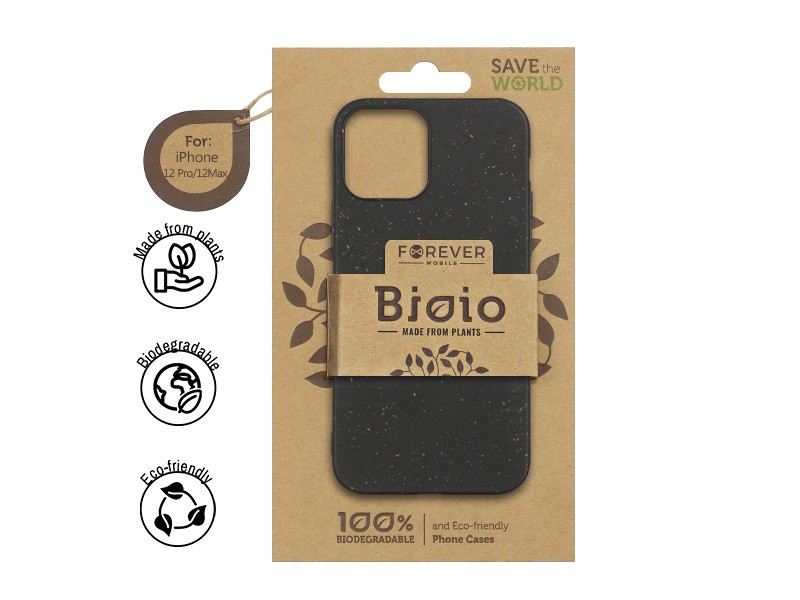 SAVE the
WORLD
For:
iPhone
12 Pro/12Max
Made from plants
Biodegradable
Eco-friendly
FOREVER
MOBILE
Bioio
MADE FROM PLANTS
100%
BIODEGRADABLE
and Eco-friendly
Phone Cases